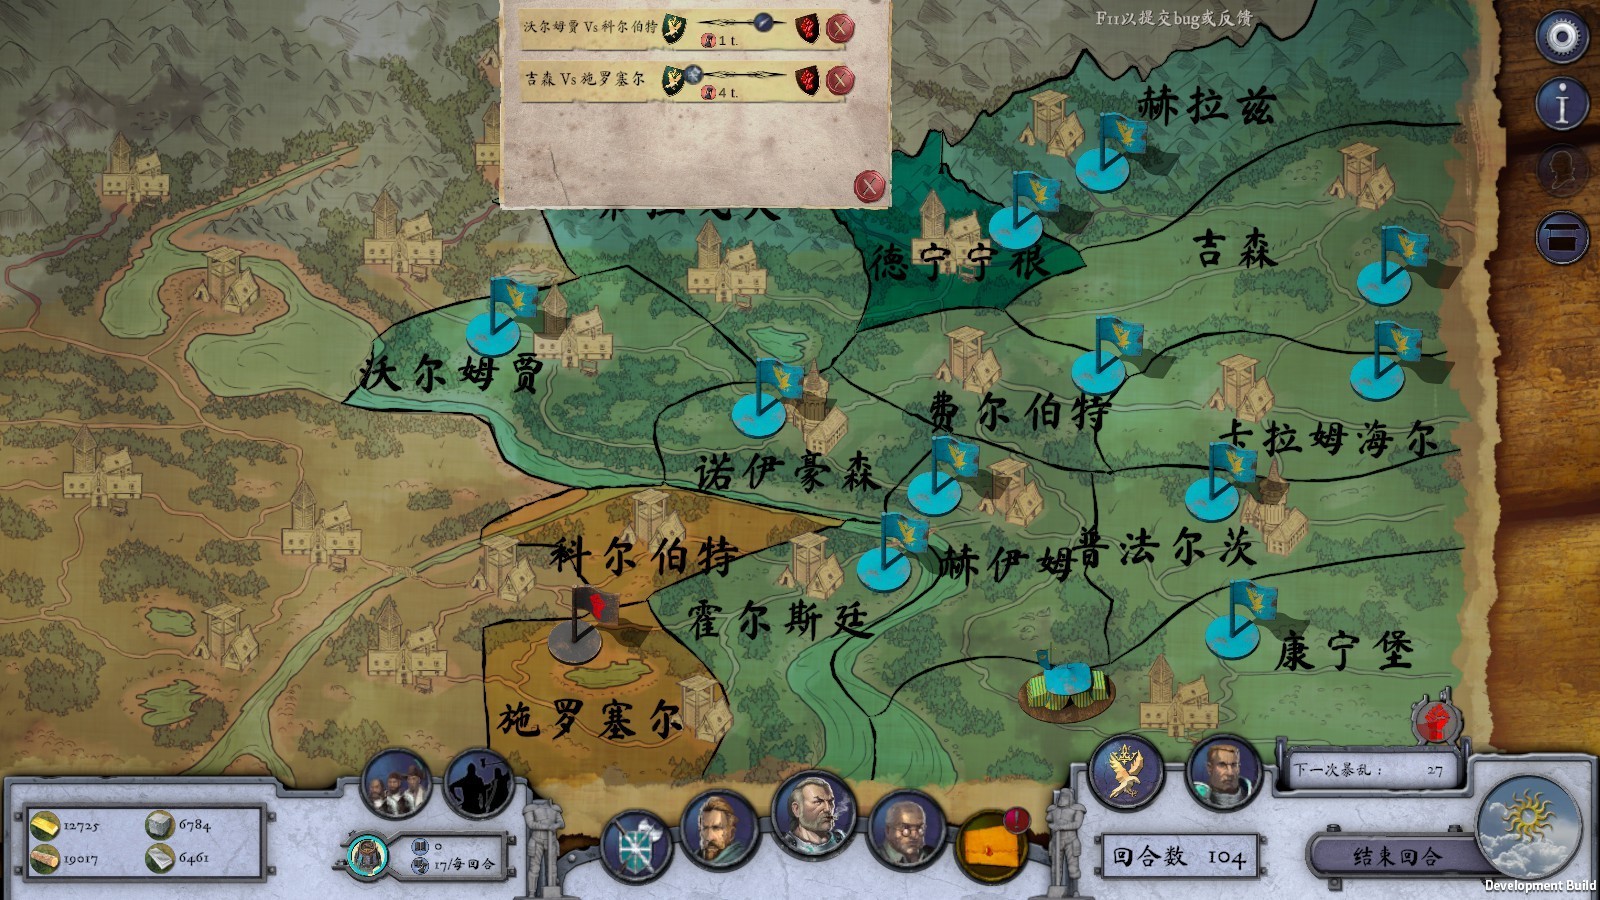 沃尔姆贾 Vs 科尔伯特
1 t.
吉森 Vs 施罗塞尔
4 t.
F11以提交bug或反馈
赫拉兹
德宁宁根
吉森
沃尔姆贾
费尔伯特
卡拉姆海尔
诺伊豪森
科尔伯特
赫伊姆
普法尔茨
霍尔斯廷
康宁堡
施罗塞尔
下一次暴乱： 27
12725 6784
19017 6461
0
17/每回合
回合数 104
结束回合
Development Build